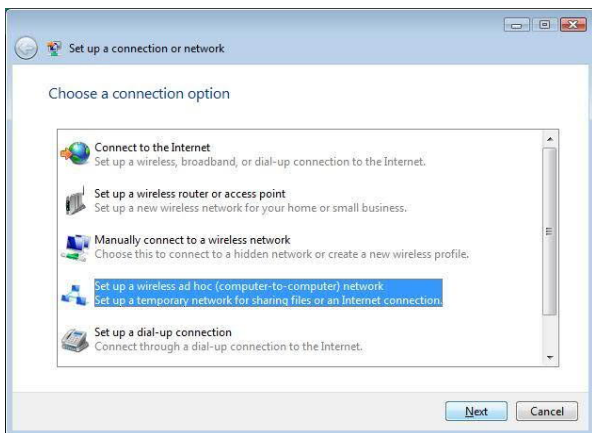 Set up a connection or network
Choose a connection option
Connect to the Internet
Set up a wireless, broadband, or dial-up connection to the Internet.
Set up a wireless router or access point
Set up a new wireless network for your home or small business.
Manually connect to a wireless network
Choose this to connect to a hidden network or create a new wireless profile.
Set up a wireless ad hoc (computer-to-computer) network
Set up a temporary network for sharing files or an Internet connection.
Set up a dial-up connection
Connect through a dial-up connection to the Internet.
Next Cancel